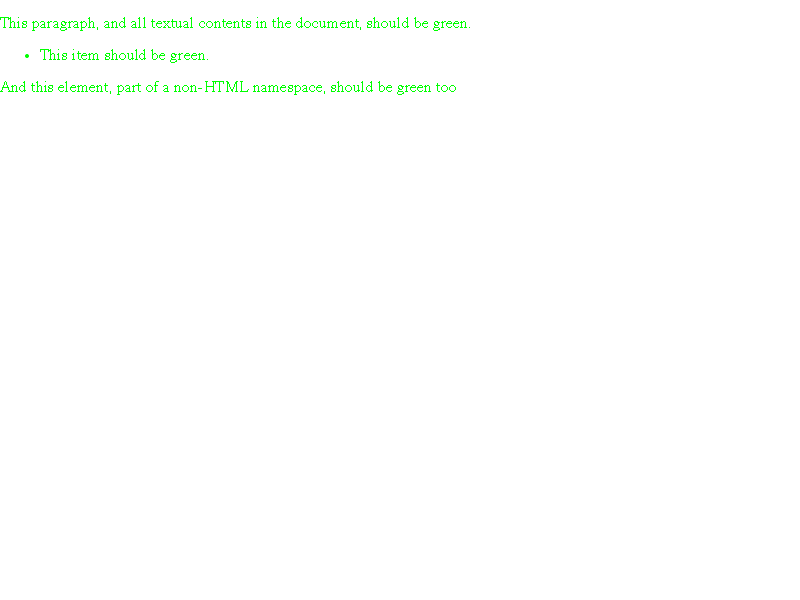 This paragraph, and all textual contents in the document, should be green.
• This item should be green.
And this element, part of a non-HTML namespace, should be green too